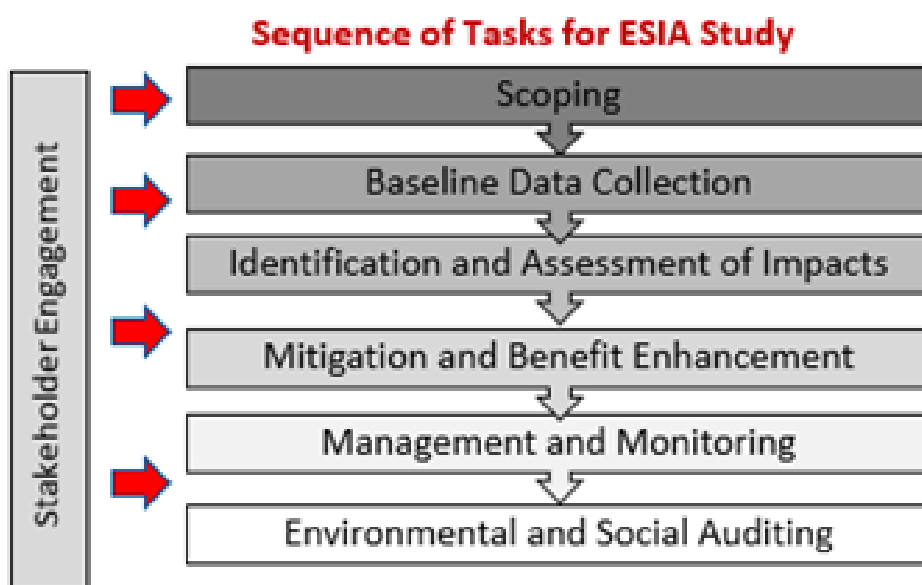 Sequence of Tasks for ESIA Study
Stakeholder Engagement
Scoping
Baseline Data Collection
Identification and Assessment of Impacts
Mitigation and Benefit Enhancement
Management and Monitoring
Environmental and Social Auditing